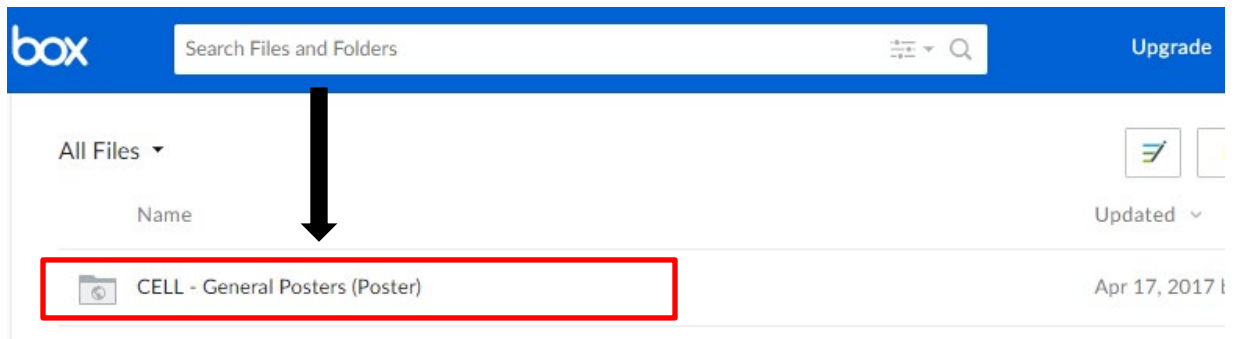 box Search Files and Folders Upgrade
All Files
Name Updated
CELL - General Posters (Poster) Apr 17, 2017